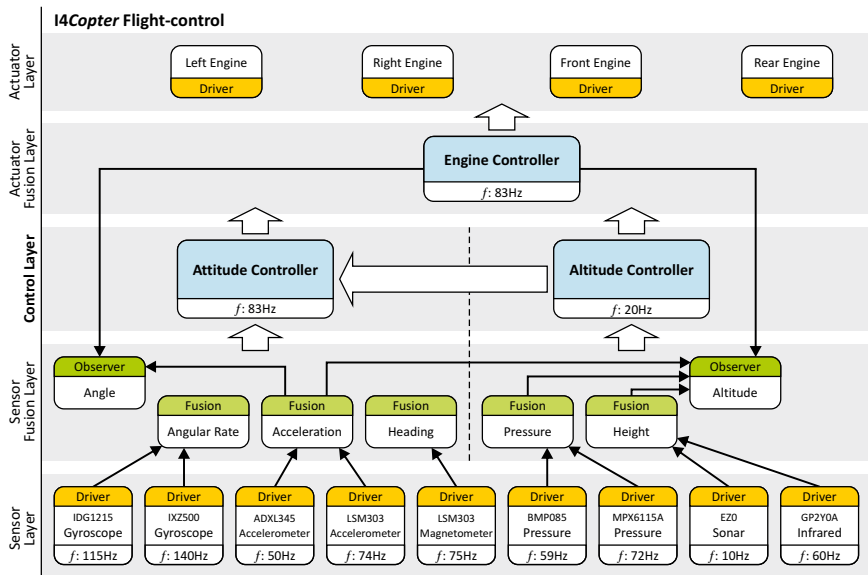 I4Copter Flight-control
Actuator
Layer
Left Engine
Driver
Right Engine
Driver
Front Engine
Driver
Rear Engine
Driver
Actuator
Fusion Layer
Engine Controller
f: 83Hz
Control Layer
Attitude Controller
f: 83Hz
Altitude Controller
f: 20Hz
Sensor
Fusion Layer
Observer
Angle
Observer
Altitude
Fusion
Angular Rate
Fusion
Acceleration
Fusion
Heading
Fusion
Pressure
Fusion
Height
Sensor
Layer
Driver
IDG1215
Gyroscope
f: 115Hz
Driver
IXZ500
Gyroscope
f: 140Hz
Driver
ADXL345
Accelerometer
f: 50Hz
Driver
LSM303
Accelerometer
f: 74Hz
Driver
LSM303
Magnetometer
f: 75Hz
Driver
BMP085
Pressure
f: 59Hz
Driver
MPX6115A
Pressure
f: 72Hz
Driver
EZ0
Sonar
f: 10Hz
Driver
GP2Y0A
Infrared
f: 60Hz